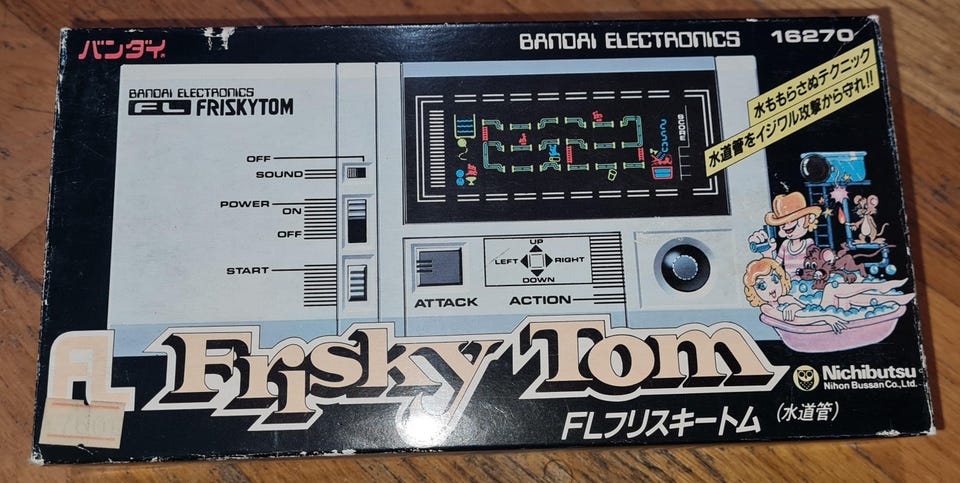 バンダイ
BANDAI ELECTRONICS 16270
水ももらさぬテクニック
水道管をイジワル攻撃から守れ!!
BANDAI ELECTRONICS
FL FRISKYTOM
OFF
SOUND
POWER
ON
OFF
START
UP
LEFT RIGHT
DOWN
ATTACK
ACTION
FL
Frisky Tom
FLフリスキートム (水道管)
Nichibutsu
Nihon Bussan Co., Ltd.